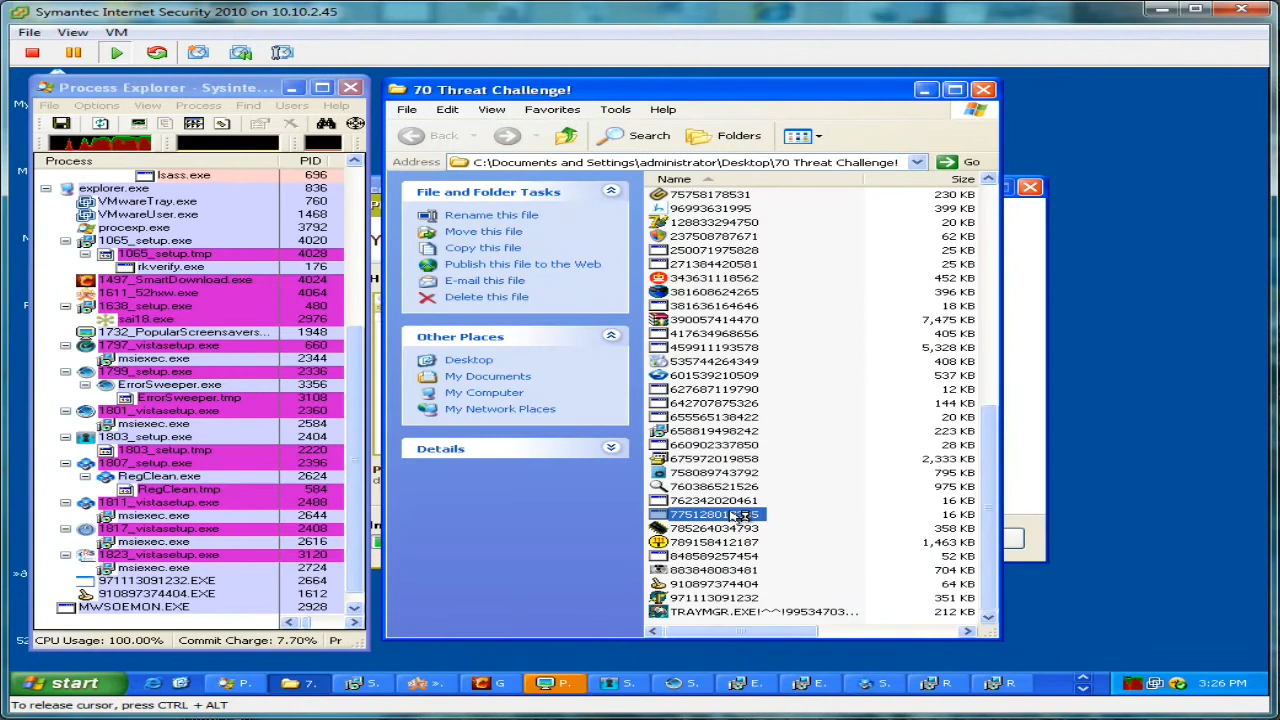 Symantec Internet Security 2010 on 10.10.2.45
File View VM
Process Explorer - Sysinte...
File Options View Process Find Users Help
Process PID
lsass.exe 696
explorer.exe 836
VMwareTray.exe 760
VMwareUser.exe 1468
procexp.exe 3792
1065_setup.exe 4020
1065_setup.tmp 4028
rkverify.exe 176
1497_SmartDownload.exe 4024
1611_52hxw.exe 4064
1638_setup.exe 480
sai18.exe 2976
1732_PopularScreensavers... 1948
1797_vistasetup.exe 660
msiexec.exe 2344
1799_setup.exe 2336
ErrorSweeper.exe 3356
ErrorSweeper.tmp 3108
1801_vistasetup.exe 2360
msiexec.exe 2584
1803_setup.exe 2404
1803_setup.tmp 2220
1807_setup.exe 2396
RegClean.exe 2624
RegClean.tmp 584
1811_vistasetup.exe 2488
msiexec.exe 2644
1817_vistasetup.exe 2408
msiexec.exe 2616
1823_vistasetup.exe 3120
msiexec.exe 2724
971113091232.EXE 2664
910897374404.EXE 1612
MWSOEMON.EXE 2928
CPU Usage: 100.00% Commit Charge: 7.70% Pr
70 Threat Challenge!
File Edit View Favorites Tools Help
Back Search Folders
Address C:\Documents and Settings\administrator\Desktop\70 Threat Challenge! Go
File and Folder Tasks
Rename this file
Move this file
Copy this file
Publish this file to the Web
E-mail this file
Delete this file
Other Places
Desktop
My Documents
My Computer
My Network Places
Details
Name Size
75758178531 230 KB
96993631995 399 KB
128833294750 20 KB
237508787671 62 KB
250071975828 25 KB
271384420581 25 KB
343631118562 452 KB
381608624265 396 KB
381636164646 18 KB
390057414470 7,475 KB
417634968656 405 KB
459911193578 5,328 KB
535744264349 408 KB
601539210509 537 KB
627687119790 12 KB
642707875326 144 KB
655565138422 20 KB
658819498242 223 KB
660902337850 28 KB
675972019858 2,333 KB
758089743792 795 KB
760386521526 975 KB
762342020461 16 KB
16 KB
785264034793 358 KB
789158412187 1,463 KB
848589257454 52 KB
883848083481 704 KB
910897374404 64 KB
971113091232 351 KB
TRAYMGR.EXE!~^!99534703... 212 KB
start P. 7. S. ». G P. S. S. E. E. S. R R 3:26 PM
To release cursor, press CTRL + ALT